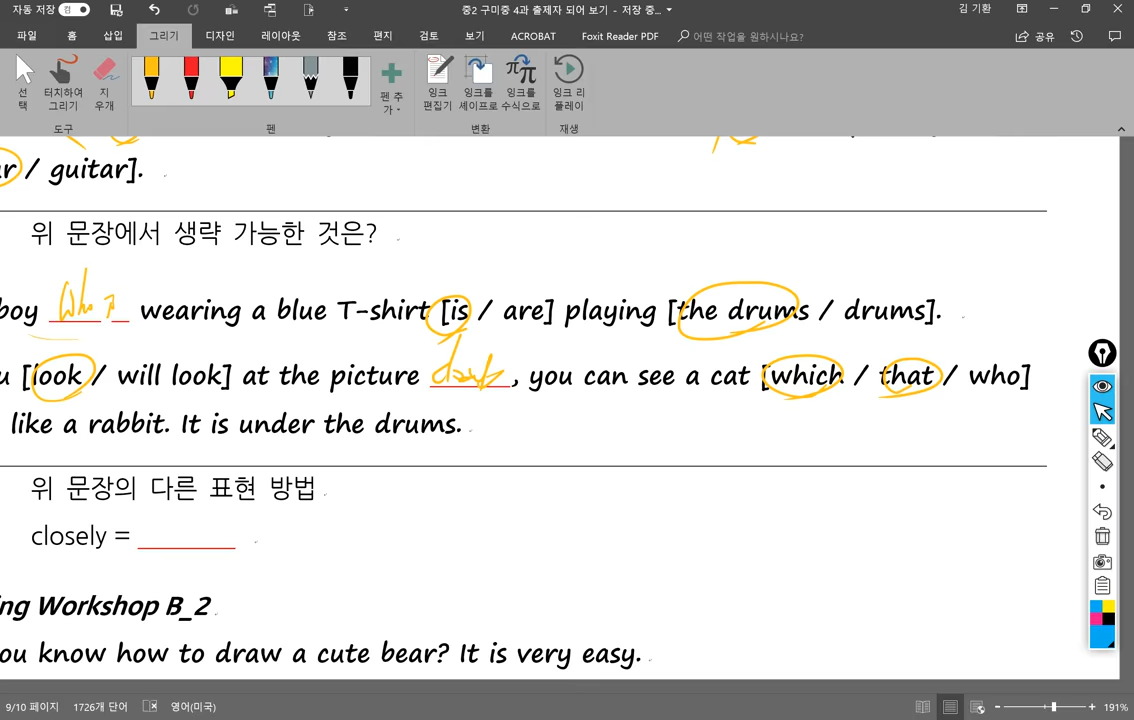 자동 저장 컴 중2 구미중 4과 출제자 되어 보기 - 저장 중... 김 기환
파일 홈 삽입 그리기 디자인 레이아웃 참조 편지 검토 보기 ACROBAT Foxit Reader PDF 어떤 작업을 원하시나요? 공유
선택 터치하여 그리기 지우개 펜 추가 잉크 편집기 잉크를 셰이프로 잉크를 수식으로 잉크 리플레이
도구 펜 변환 재생
/ guitar].
위 문장에서 생략 가능한 것은?
boy who wearing a blue T-shirt [is / are] playing [the drums / drums].
[look / will look] at the picture , you can see a cat [which / that / who]
like a rabbit. It is under the drums.
위 문장의 다른 표현 방법
closely =
Workshop B_2
you know how to draw a cute bear? It is very easy.
9/10 페이지 1726개 단어 영어(미국) 191%